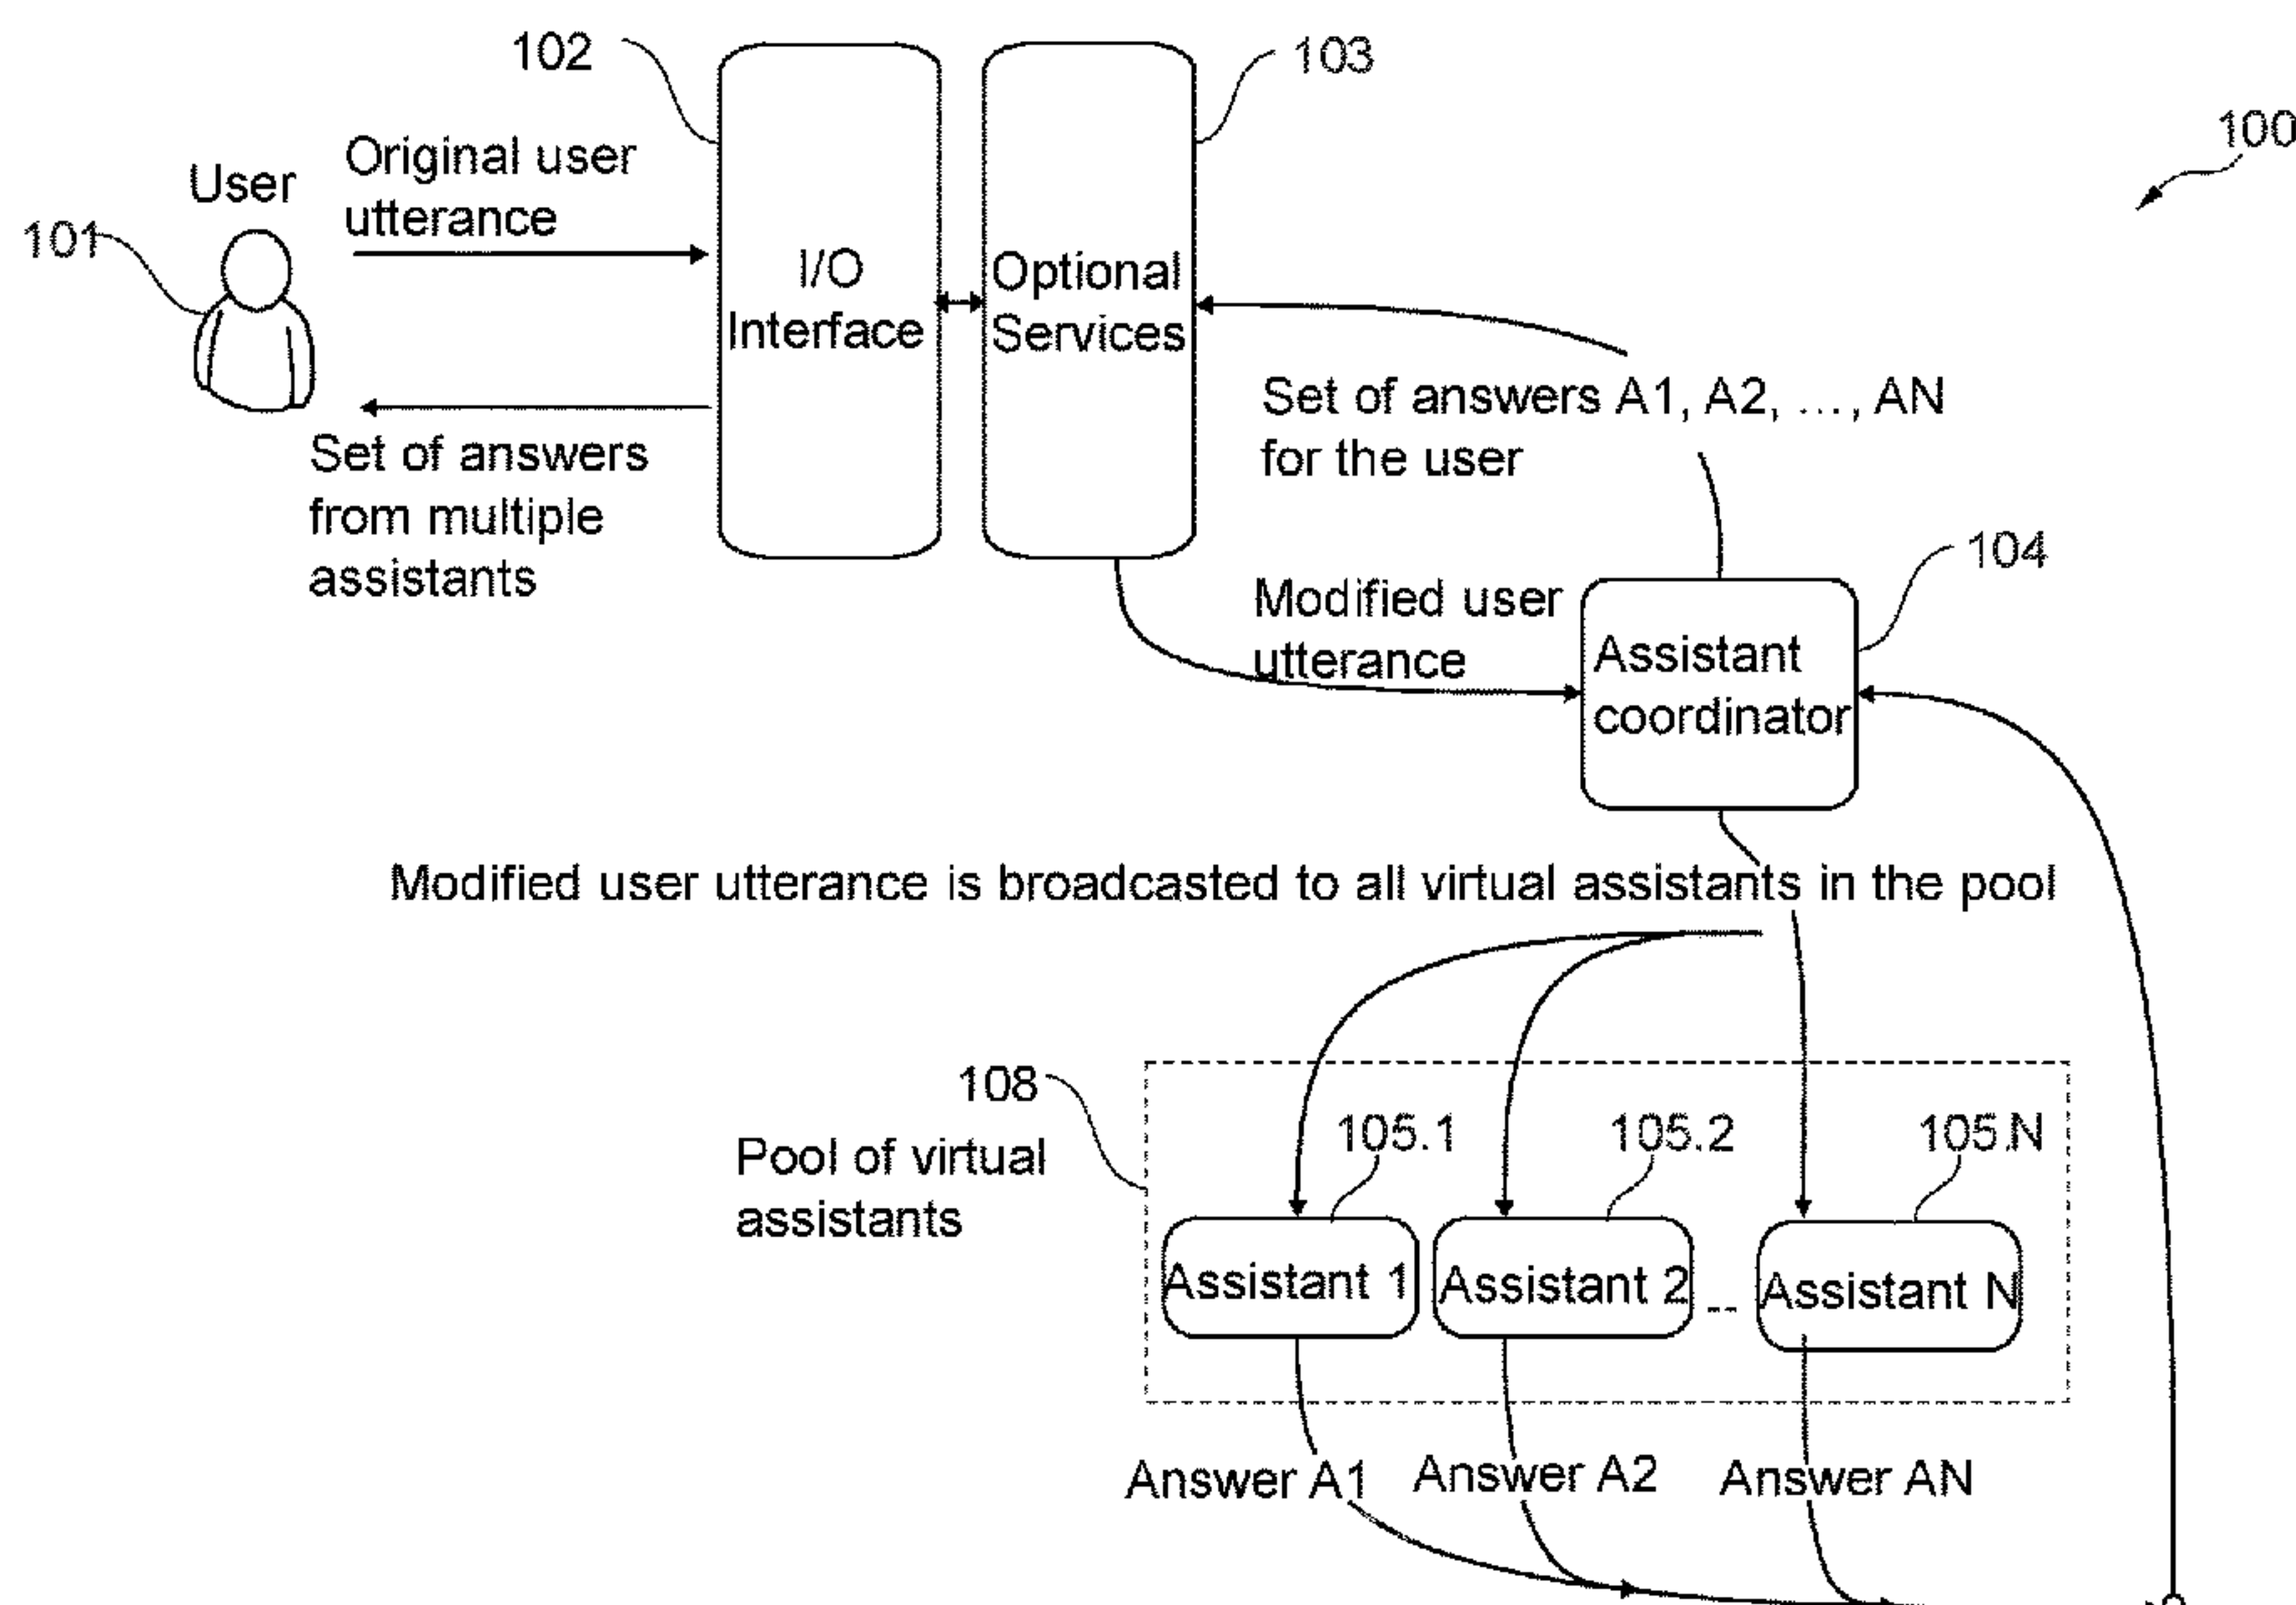 102
103
100
Original user
utterance
User
101
I/O
Interface
Optional
Services
Set of answers A1, A2, ..., AN
for the user
Set of answers
from multiple
assistants
104
Modified user
utterance
Assistant
coordinator
Modified user utterance is broadcasted to all virtual assistants in the pool
108
Pool of virtual
assistants
105.1
105.2
105.N
Assistant 1
Assistant 2
--
Assistant N
Answer A1
Answer A2
Answer AN